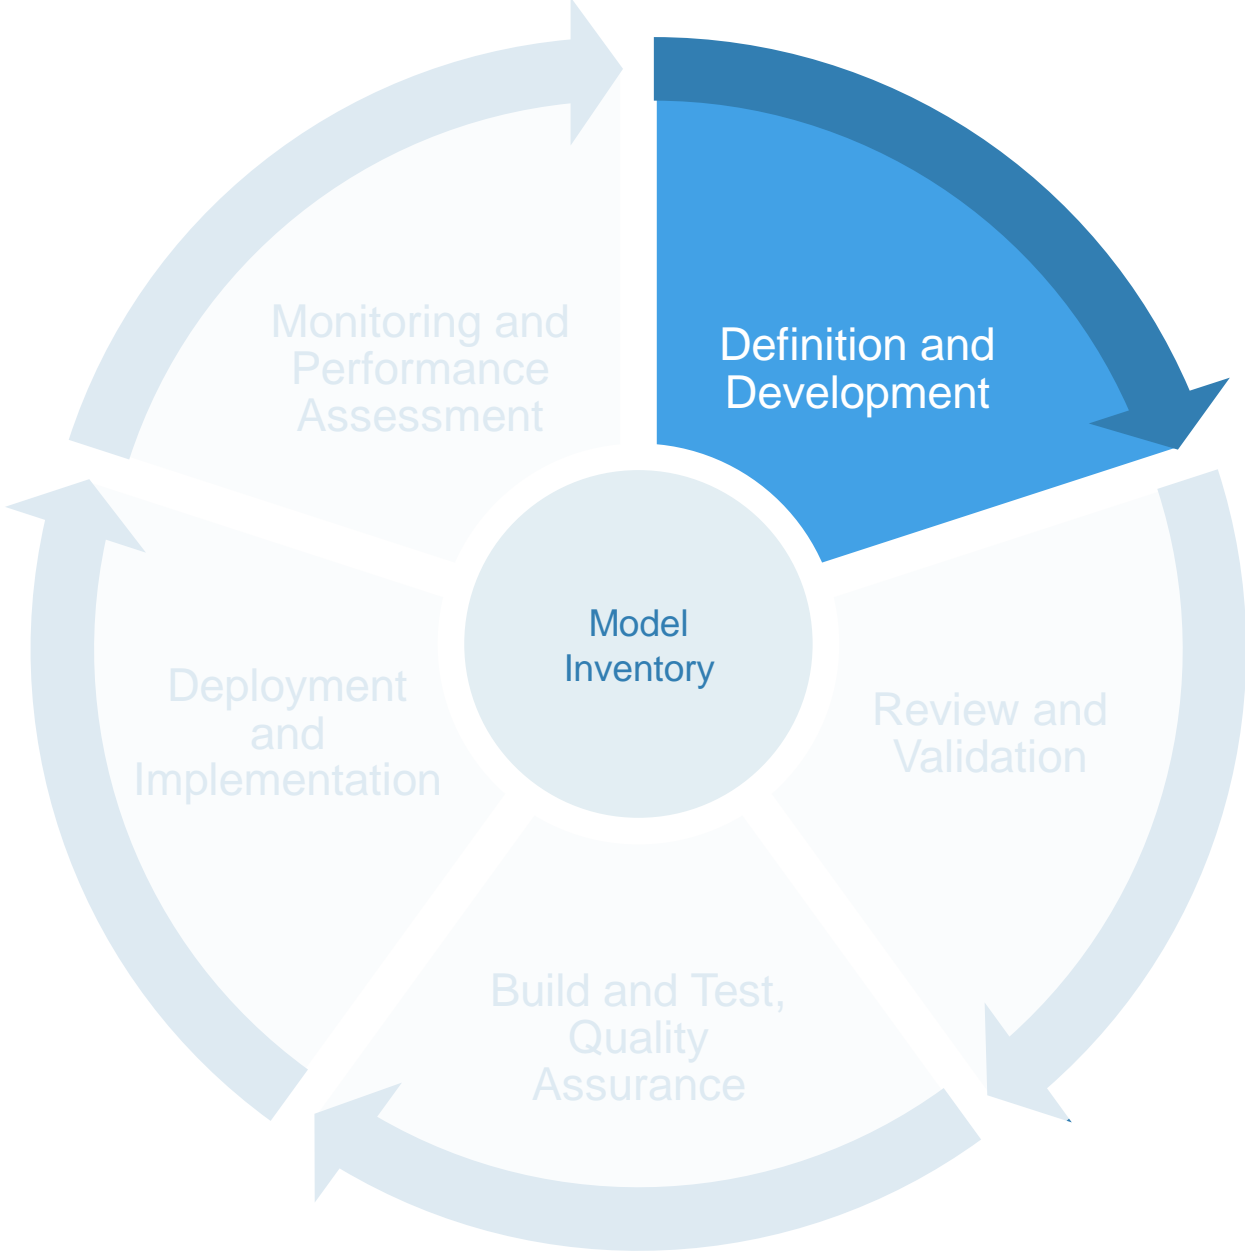 Definition and
Development
Review and
Validation
Build and Test,
Quality
Assurance
Deployment
and
Implementation
Monitoring and
Performance
Assessment
Model
Inventory